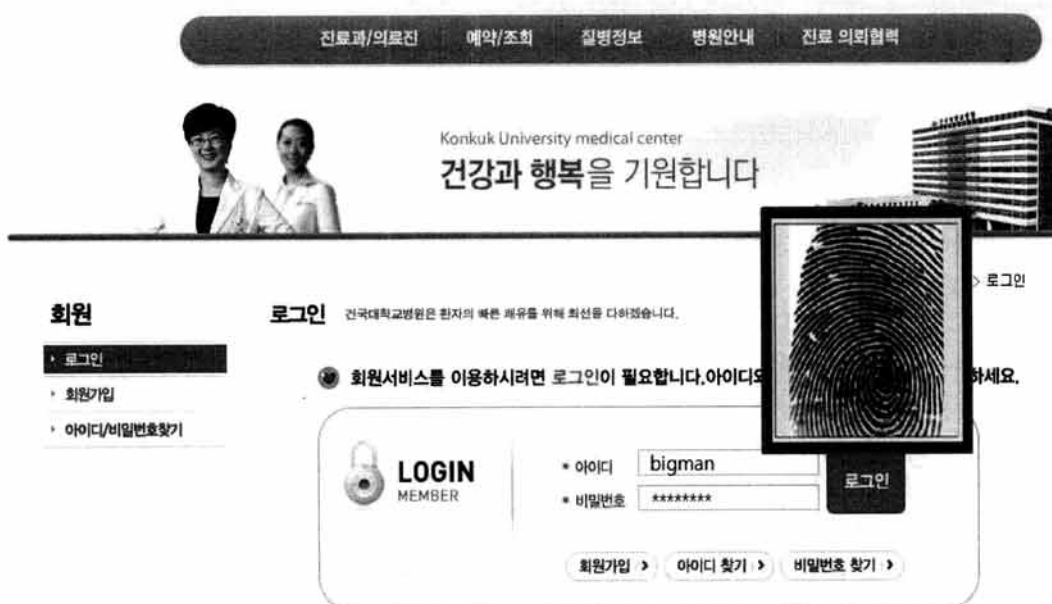 진료과/의료진 예약/조회 질병정보 병원안내 진료 의뢰협력
Konkuk University medical center
건강과 행복을 기원합니다
> 로그인
회원
로그인 건국대학교병원은 환자의 빠른 쾌유를 위해 최선을 다하겠습니다.
로그인
회원서비스를 이용하시려면 로그인이 필요합니다.아이디와 하세요.
회원가입
아이디/비밀번호찾기
LOGIN
MEMBER
* 아이디 bigman
* 비밀번호 ********
로그인
회원가입 아이디 찾기 비밀번호 찾기